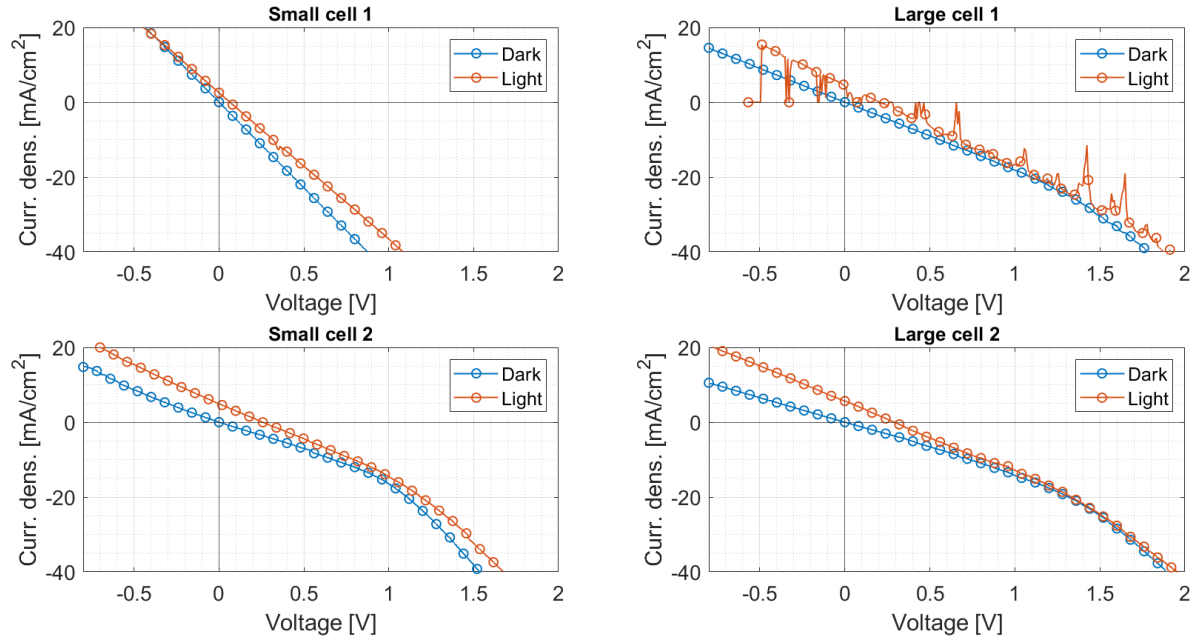 Small cell 1
Curr. dens. [mA/cm2]
20
0
-20
-40
Dark
Light
-0.5
0
0.5
1
1.5
2
Voltage [V]
Large cell 1
Curr. dens. [mA/cm2]
20
0
-20
-40
Dark
Light
-0.5
0
0.5
1
1.5
2
Voltage [V]
Small cell 2
Curr. dens. [mA/cm2]
20
0
-20
-40
Dark
Light
-0.5
0
0.5
1
1.5
2
Voltage [V]
Large cell 2
Curr. dens. [mA/cm2]
20
0
-20
-40
Dark
Light
-0.5
0
0.5
1
1.5
2
Voltage [V]